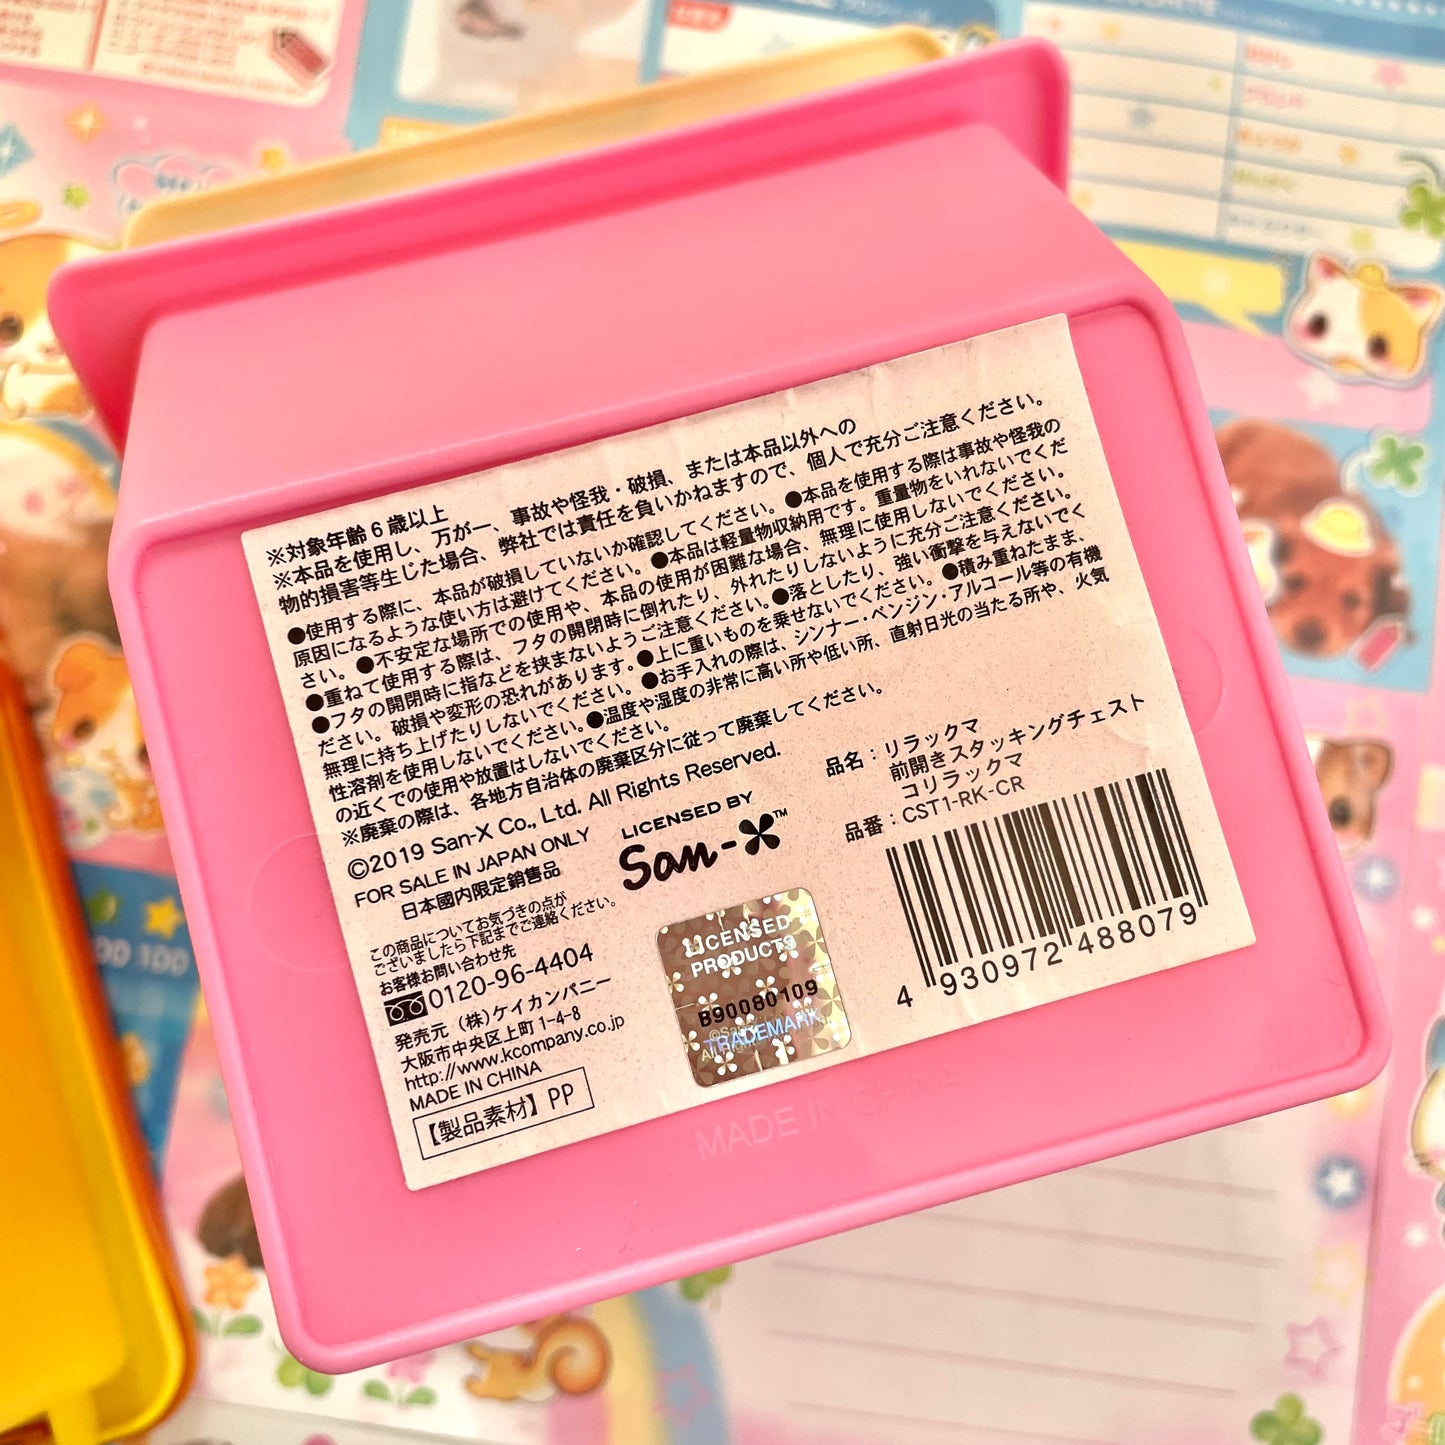 ※対象年齢6歳以上
※本品を使用し、万が一、事故や怪我・破損、または本品以外への
物的損害等生じた場合、弊社では責任を負いかねますので、個人で充分ご注意ください。
●使用する際に、本品が破損していないか確認してください。●本品を使用する際は事故や怪我の
原因になるような使い方は避けてください。●本品は軽量物収納用です。重量物をいれないでくだ
さい。●不安定な場所での使用や、本品の使用が困難な場合、無理に使用しないでください。
●重ねて使用する際は、フタの開閉時に倒れたり、外れたりしないように充分ご注意ください。
●フタの開閉時に指などを挟まないようご注意ください。●落としたり、強い衝撃を与えないでく
ださい。破損や変形の恐れがあります。●上に重いものを乗せないでください。●積み重ねたまま、
無理に持ち上げたりしないでください。●お手入れの際は、シンナー・ベンジン・アルコール等の有機
性溶剤を使用しないでください。●温度や湿度の非常に高い所や低い所、直射日光の当たる所や、火気
の近くでの使用や放置はしないでください。
※廃棄の際は、各地方自治体の廃棄区分に従って廃棄してください。
©2019 San-X Co., Ltd. All Rights Reserved.
FOR SALE IN JAPAN ONLY
日本國内限定銷售品
LICENSED BY
San-X™
品名：リラックマ
前開きスタッキングチェスト
コリラックマ
品番：CST1-RK-CR
この商品についてお気づきの点が
ございましたら下記までご連絡ください。
お客様お問い合わせ先
0120-96-4404
発売元 (株)ケイカンパニー
大阪市中央区上町1-4-8
http://www.kcompany.co.jp
MADE IN CHINA
【製品素材】PP
LICENSED
PRODUCTS
B90080109
TRADEMARK
4 930972 488079
MADE IN CHINA